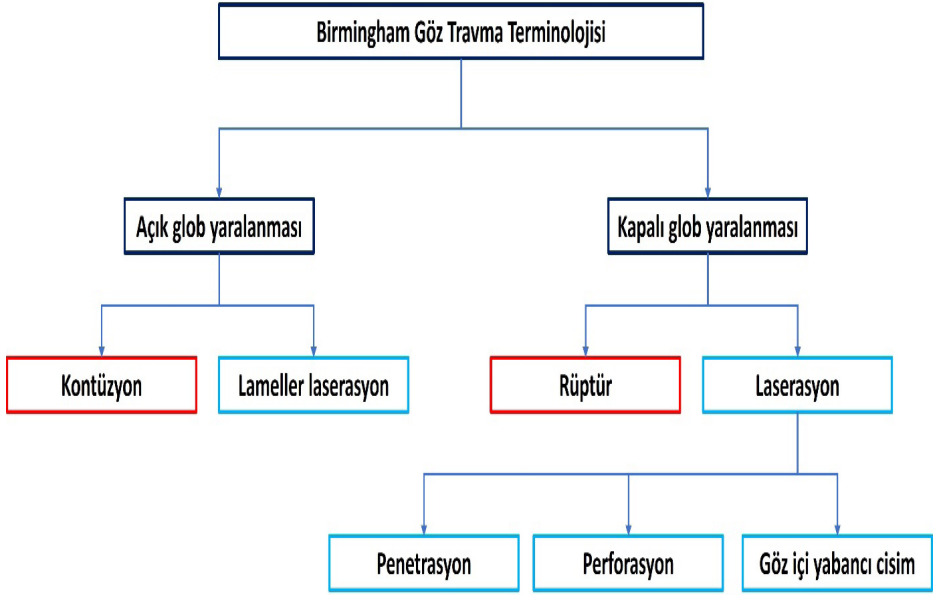 Birmingham Göz Travma Terminolojisi
Açık glob yaralanması
Kapalı glob yaralanması
Kontüzyon
Lameller laserasyon
Rüptür
Laserasyon
Penetrasyon
Perforasyon
Göz içi yabancı cisim